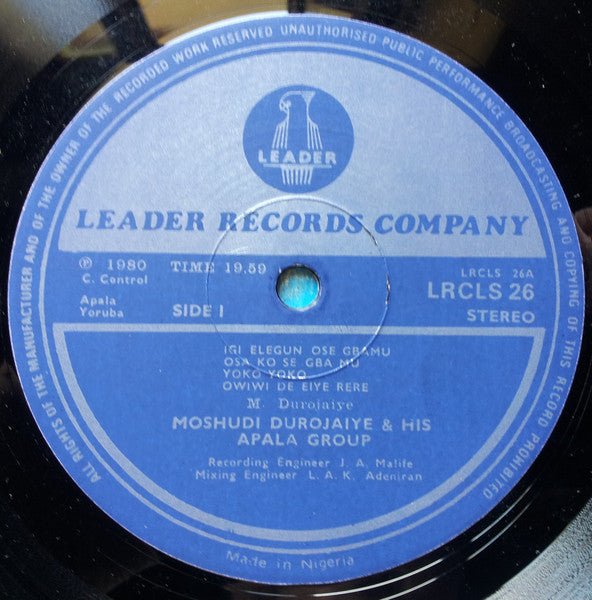 ALL RIGHTS OF THE MANUFACTURER AND OF THE OWNER OF THE RECORDED WORK RESERVED UNAUTHORISED PUBLIC PERFORMANCE BROADCASTING AND COPYING OF THIS RECORD PROHIBITED
LEADER
LEADER RECORDS COMPANY
℗ 1980 TIME 19.59
C. Control
LRCLS 26A
LRCLS 26
Apala
Yoruba
SIDE I
STEREO
IGI ELEGUN OSE GBAMU
OSA KO SE GBA MU
YOKO YOKO
OWIWI DE EIYE RERE
M. Durojaiye
MOSHUDI DUROJAIYE & HIS
APALA GROUP
Recording Engineer J. A. Malife
Mixing Engineer L. A. K. Adeniran
Made in Nigeria